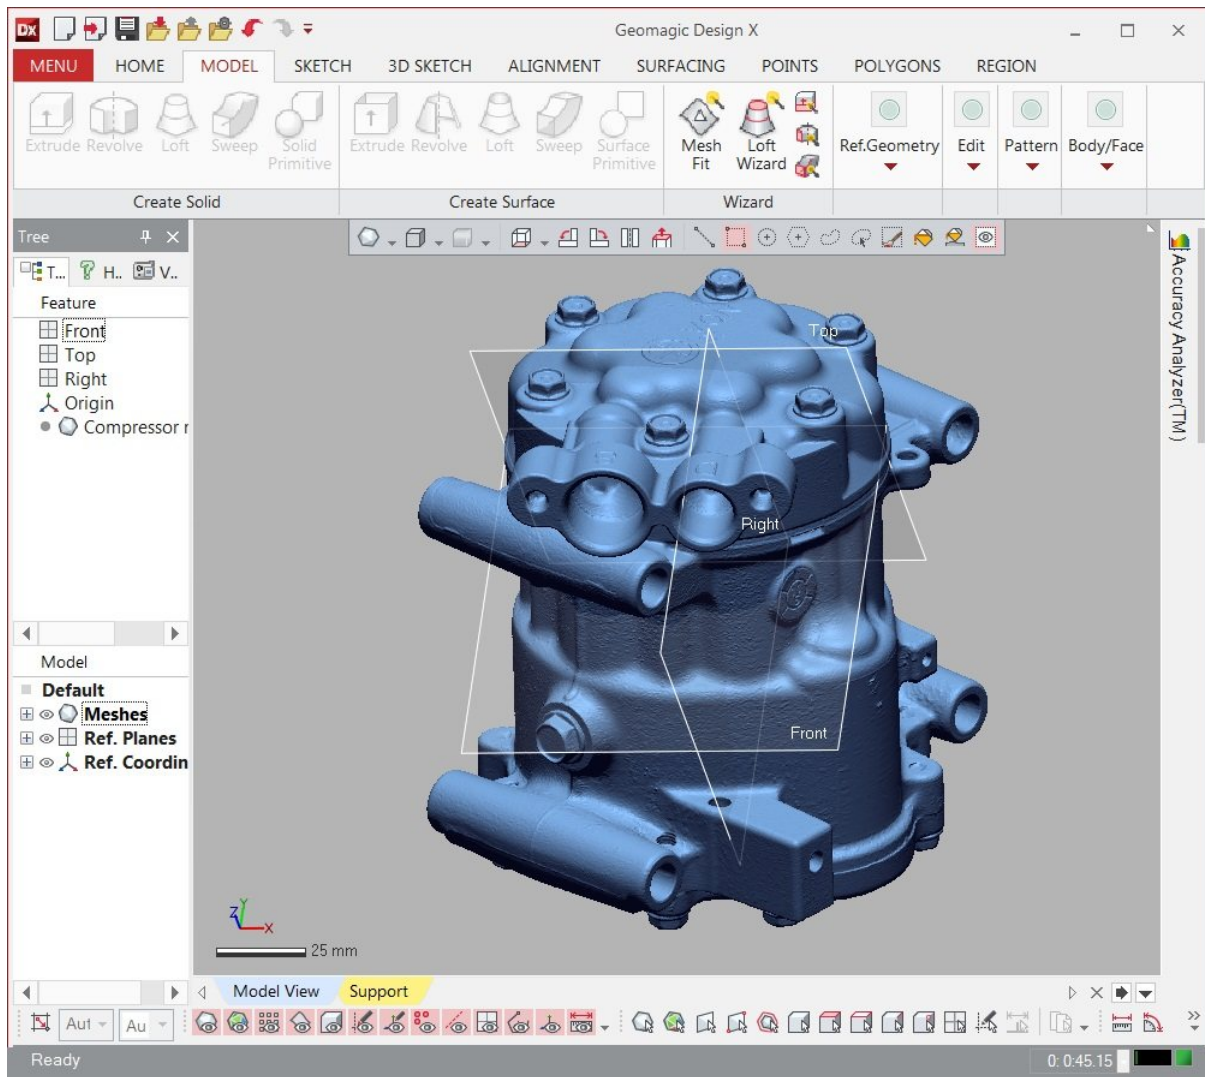 Dx
Geomagic Design X
MENU HOME MODEL SKETCH 3D SKETCH ALIGNMENT SURFACING POINTS POLYGONS REGION
Extrude Revolve Loft Sweep Solid Primitive
Extrude Revolve Loft Sweep Surface Primitive
Mesh Fit Loft Wizard
Ref.Geometry Edit Pattern Body/Face
Create Solid Create Surface Wizard
Tree
T... H.. V..
Feature
Front
Top
Right
Origin
Compressor r
Top
Right
Front
Accuracy Analyzer(TM)
Model
Default
Meshes
Ref. Planes
Ref. Coordin
Z Y X
25 mm
Model View Support
Aut Au
Ready
0: 0:45.15